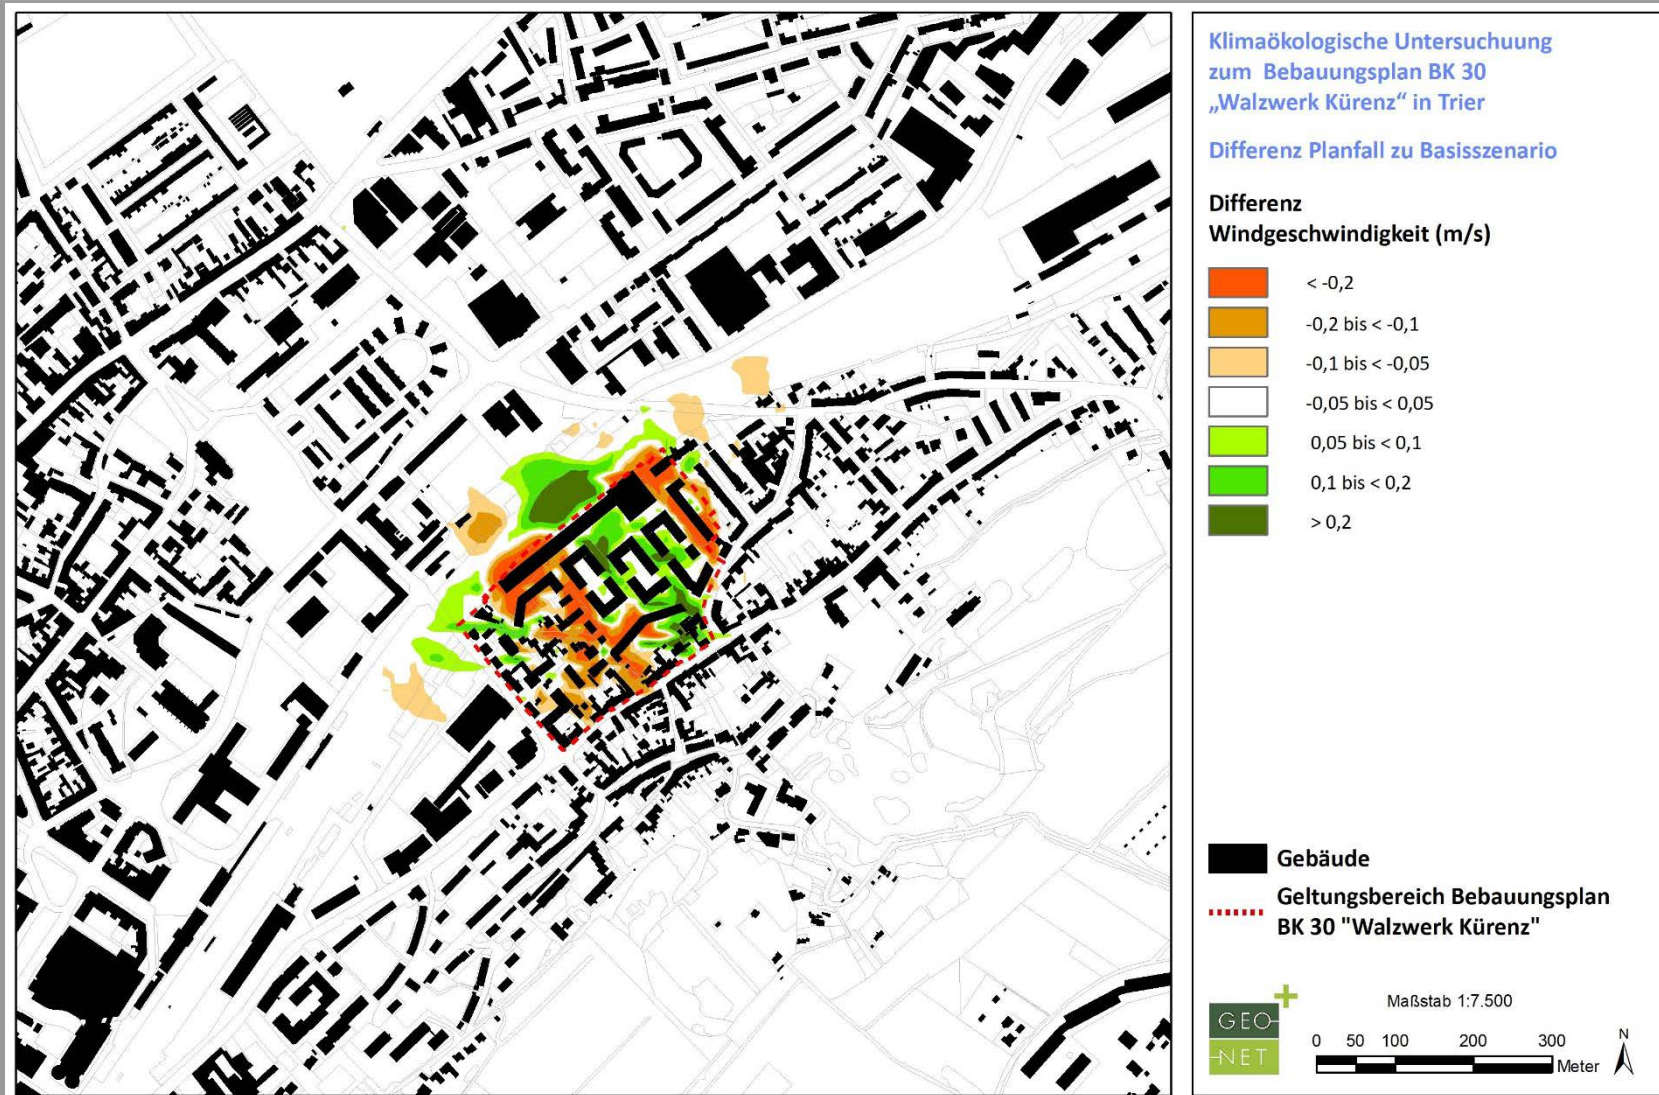 Klimaökologische Untersuchuung
zum Bebauungsplan BK 30
„Walzwerk Kürenz“ in Trier
Differenz Planfall zu Basisszenario
Differenz
Windgeschwindigkeit (m/s)
< -0,2
-0,2 bis < -0,1
-0,1 bis < -0,05
-0,05 bis < 0,05
0,05 bis < 0,1
0,1 bis < 0,2
> 0,2
Gebäude
Geltungsbereich Bebauungsplan
BK 30 "Walzwerk Kürenz"
GEO
NET
Maßstab 1:7.500
0 50 100 200 300
Meter
N